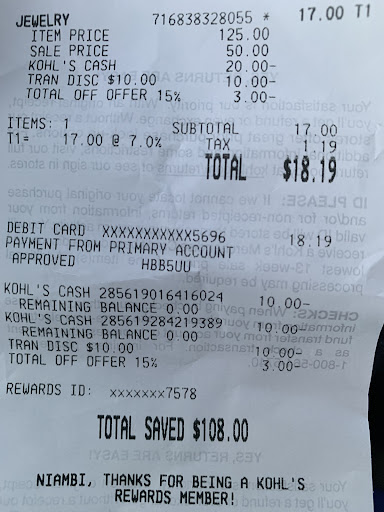 JEWELRY 716838328055 * 17.00 T1
ITEM PRICE 125.00
SALE PRICE 50.00
KOHL'S CASH 20.00-
TRAN DISC $10.00 10.00-
TOTAL OFF OFFER 15% 3.00-
ITEMS: 1 SUBTOTAL 17.00
T1= 17.00 @ 7.0% TAX 1.19
TOTAL $18.19
DEBIT CARD XXXXXXXXXXXX5696 18.19
PAYMENT FROM PRIMARY ACCOUNT
APPROVED HBB5UU
KOHL'S CASH 285619016416024 10.00-
REMAINING BALANCE 0.00
KOHL'S CASH 285619284219389 10.00-
REMAINING BALANCE 0.00
TRAN DISC $10.00 10.00-
TOTAL OFF OFFER 15% 3.00-
REWARDS ID: xxxxxxx7578
TOTAL SAVED $108.00
NIAMBI, THANKS FOR BEING A KOHL'S
REWARDS MEMBER!